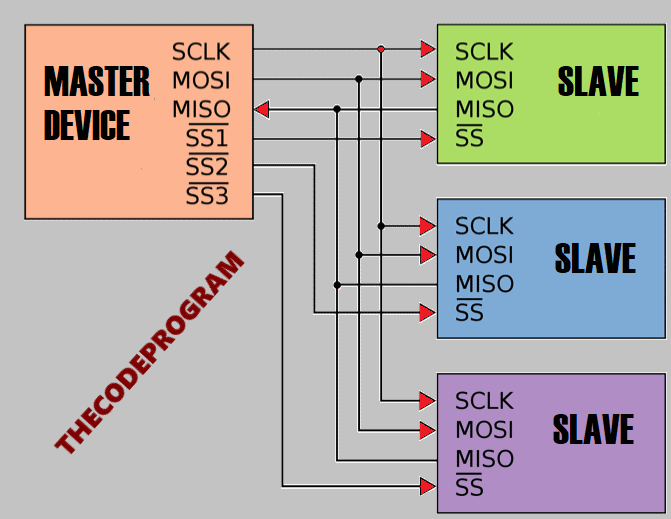 MASTER
DEVICE
SCLK
MOSI
MISO
SS1
SS2
SS3
SCLK
MOSI
MISO
SS
SLAVE
SCLK
MOSI
MISO
SS
SLAVE
SCLK
MOSI
MISO
SS
SLAVE
THECODEPROGRAM